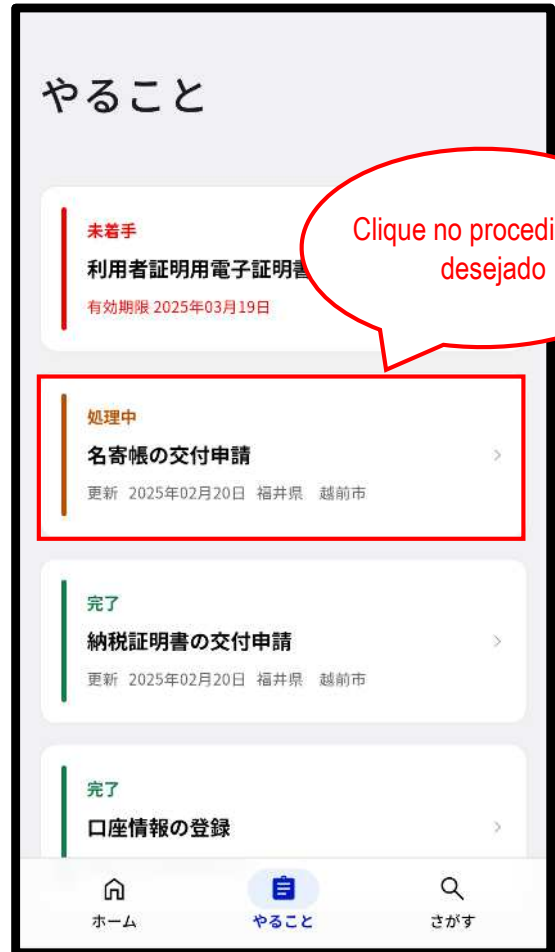 やること
未着手
利用者証明用電子証明書
有効期限 2025年03月19日
Clique no
desejado
処理中
名寄帳の交付申請
更新 2025年02月20日 福井県 越前市
完了
納税証明書の交付申請
更新 2025年02月20日 福井県 越前市
完了
口座情報の登録
ホーム
やること
さがす